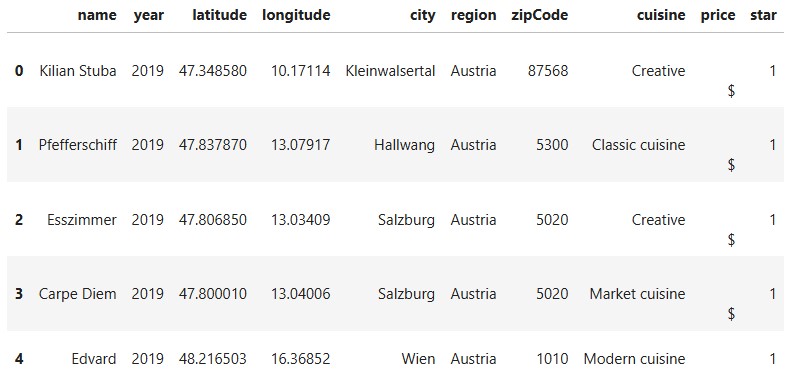 name year latitude longitude city region zipCode cuisine price star
0 Kilian Stuba 2019 47.348580 10.17114 Kleinwalsertal Austria 87568 Creative 1
$
1 Pfefferschiff 2019 47.837870 13.07917 Hallwang Austria 5300 Classic cuisine 1
$
2 Esszimmer 2019 47.806850 13.03409 Salzburg Austria 5020 Creative 1
$
3 Carpe Diem 2019 47.800010 13.04006 Salzburg Austria 5020 Market cuisine 1
$
4 Edvard 2019 48.216503 16.36852 Wien Austria 1010 Modern cuisine 1